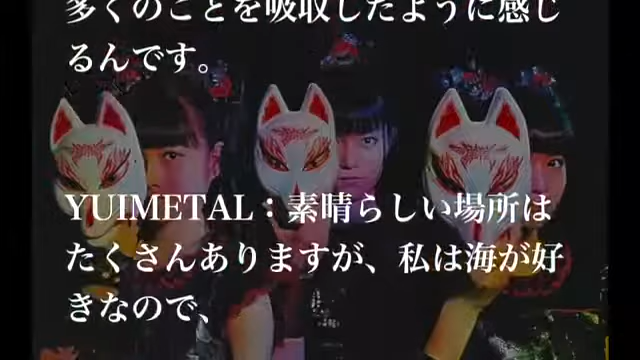 多くのことを吸収したように感じ
るんです。
YUIMETAL：素晴らしい場所は
たくさんありますが、私は海が好
きなので、